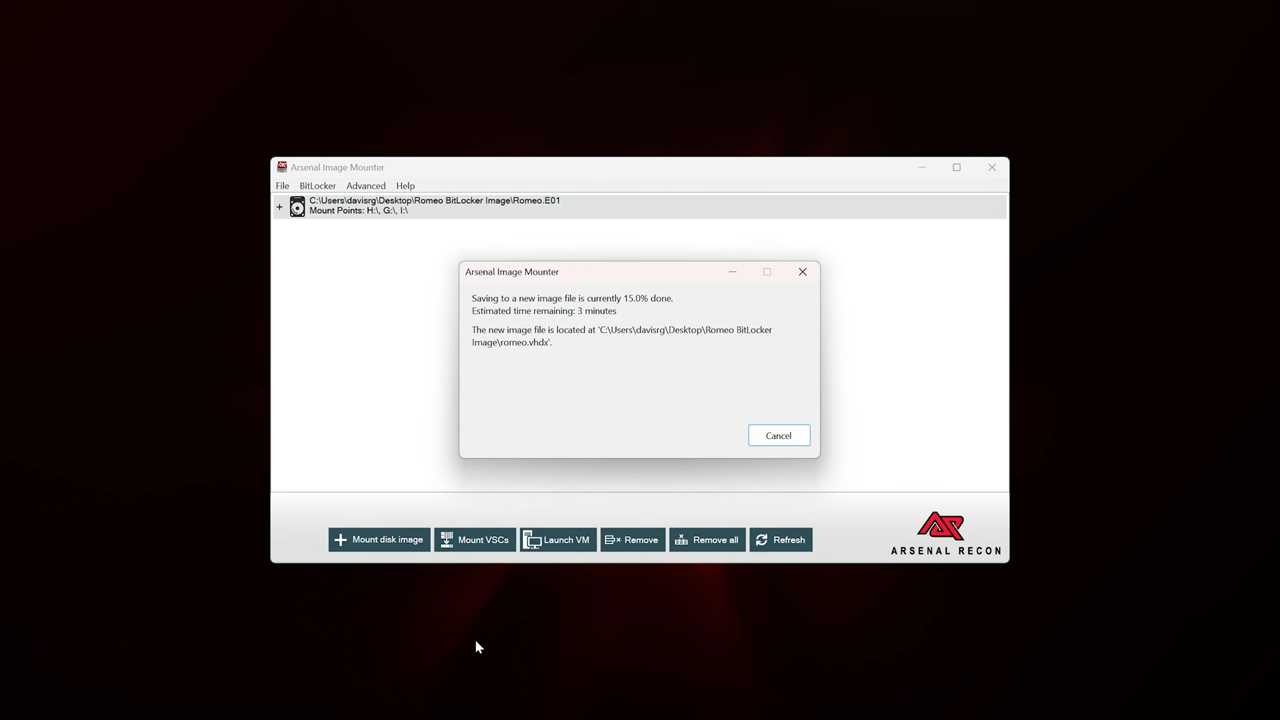 Arsenal Image Mounter
File BitLocker Advanced Help
+ C:\Users\davisrg\Desktop\Romeo BitLocker Image\Romeo.E01
Mount Points: H:\, G:\, I:\
Arsenal Image Mounter
Saving to a new image file is currently 15.0% done.
Estimated time remaining: 3 minutes
The new image file is located at 'C:\Users\davisrg\Desktop\Romeo BitLocker
Image\romeo.vhdx'.
Cancel
Mount disk image Mount VSCs Launch VM Remove Remove all Refresh
ARSENAL RECON